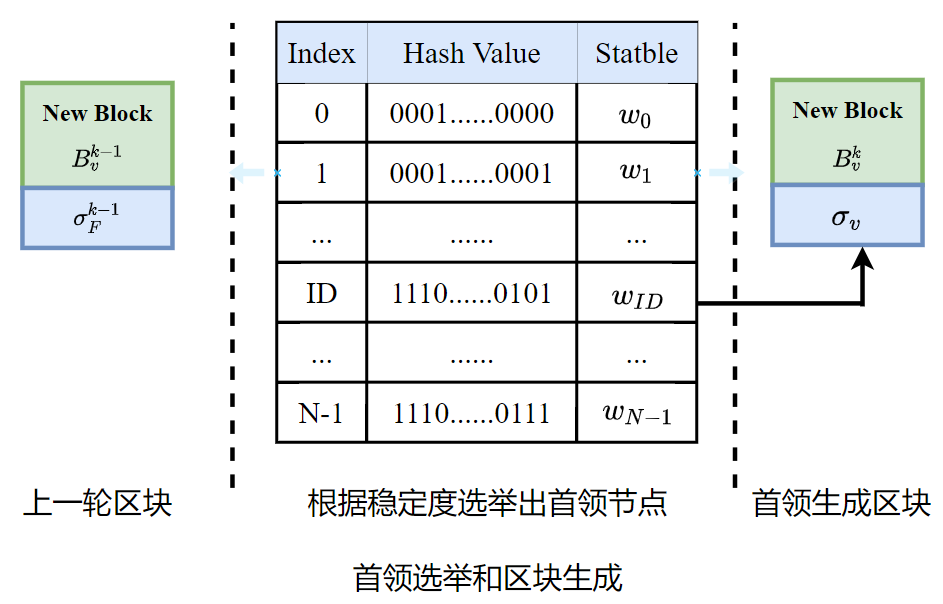 New Block
B_v^{k-1}
σ_F^{k-1}
Index Hash Value Statble
0 0001......0000 w_0
1 0001......0001 w_1
... ...... ...
ID 1110......0101 w_{ID}
... ...... ...
N-1 1110......0111 w_{N-1}
New Block
B_v^k
σ_v
上一轮区块
根据稳定度选举出首领节点
首领生成区块
首领选举和区块生成